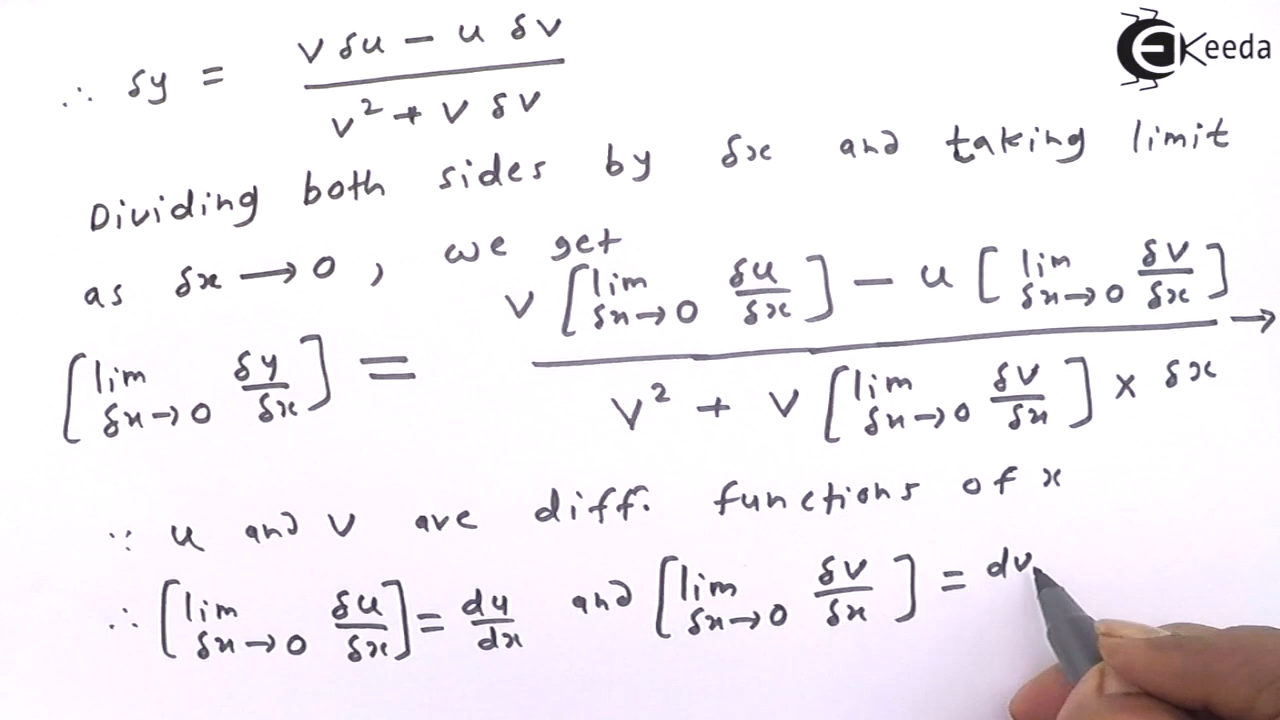 ∴ δy = (v δu − u δv) / (v² + v δv)
EKeeda
Dividing both sides by δx and taking limit
as δx → 0, we get
[lim δx→0 δy/δx] = (v [lim δx→0 δu/δx] − u [lim δx→0 δv/δx]) / (v² + v [lim δx→0 δv/δx] × δx) →
∵ u and v are diff. functions of x
∴ [lim δx→0 δu/δx] = du/dx and [lim δx→0 δv/δx] = dv